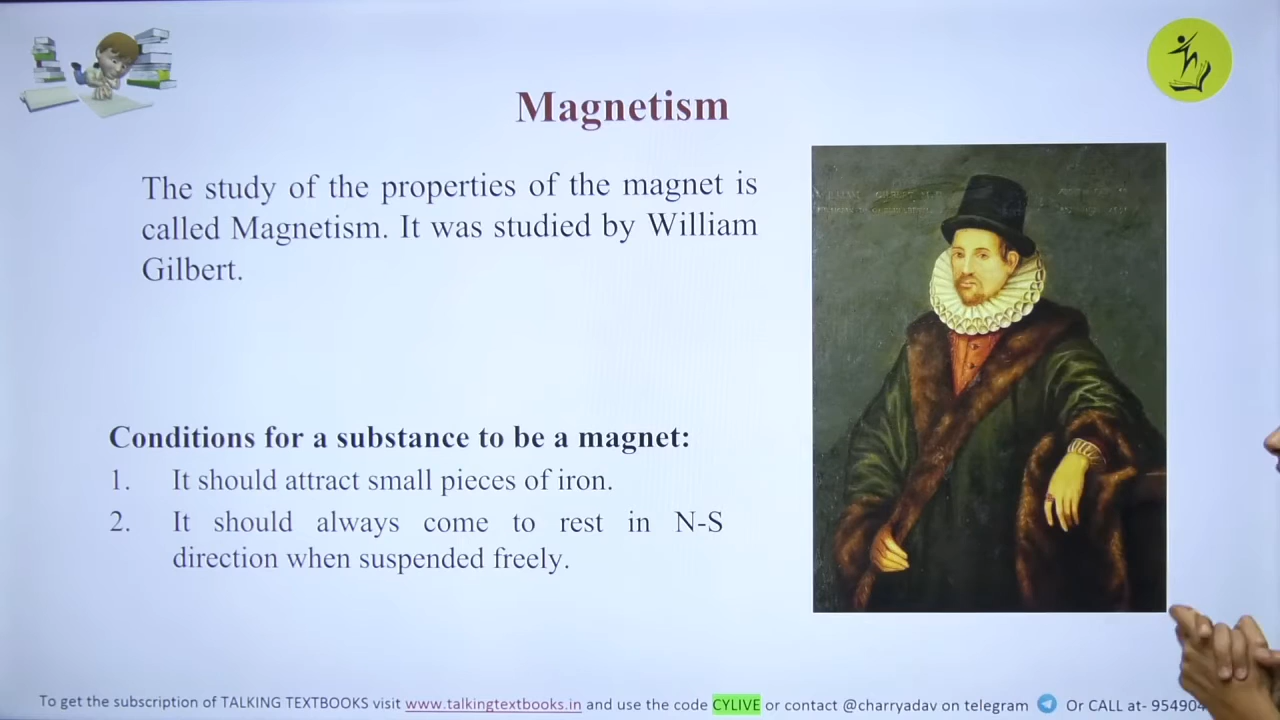 Magnetism
The study of the properties of the magnet is
called Magnetism. It was studied by William
Gilbert.
Conditions for a substance to be a magnet:
1. It should attract small pieces of iron.
2. It should always come to rest in N-S
direction when suspended freely.
To get the subscription of TALKING TEXTBOOKS visit www.talkingtextbooks.in and use the code CYLIVE or contact @charryadav on telegram Or CALL at- 954904